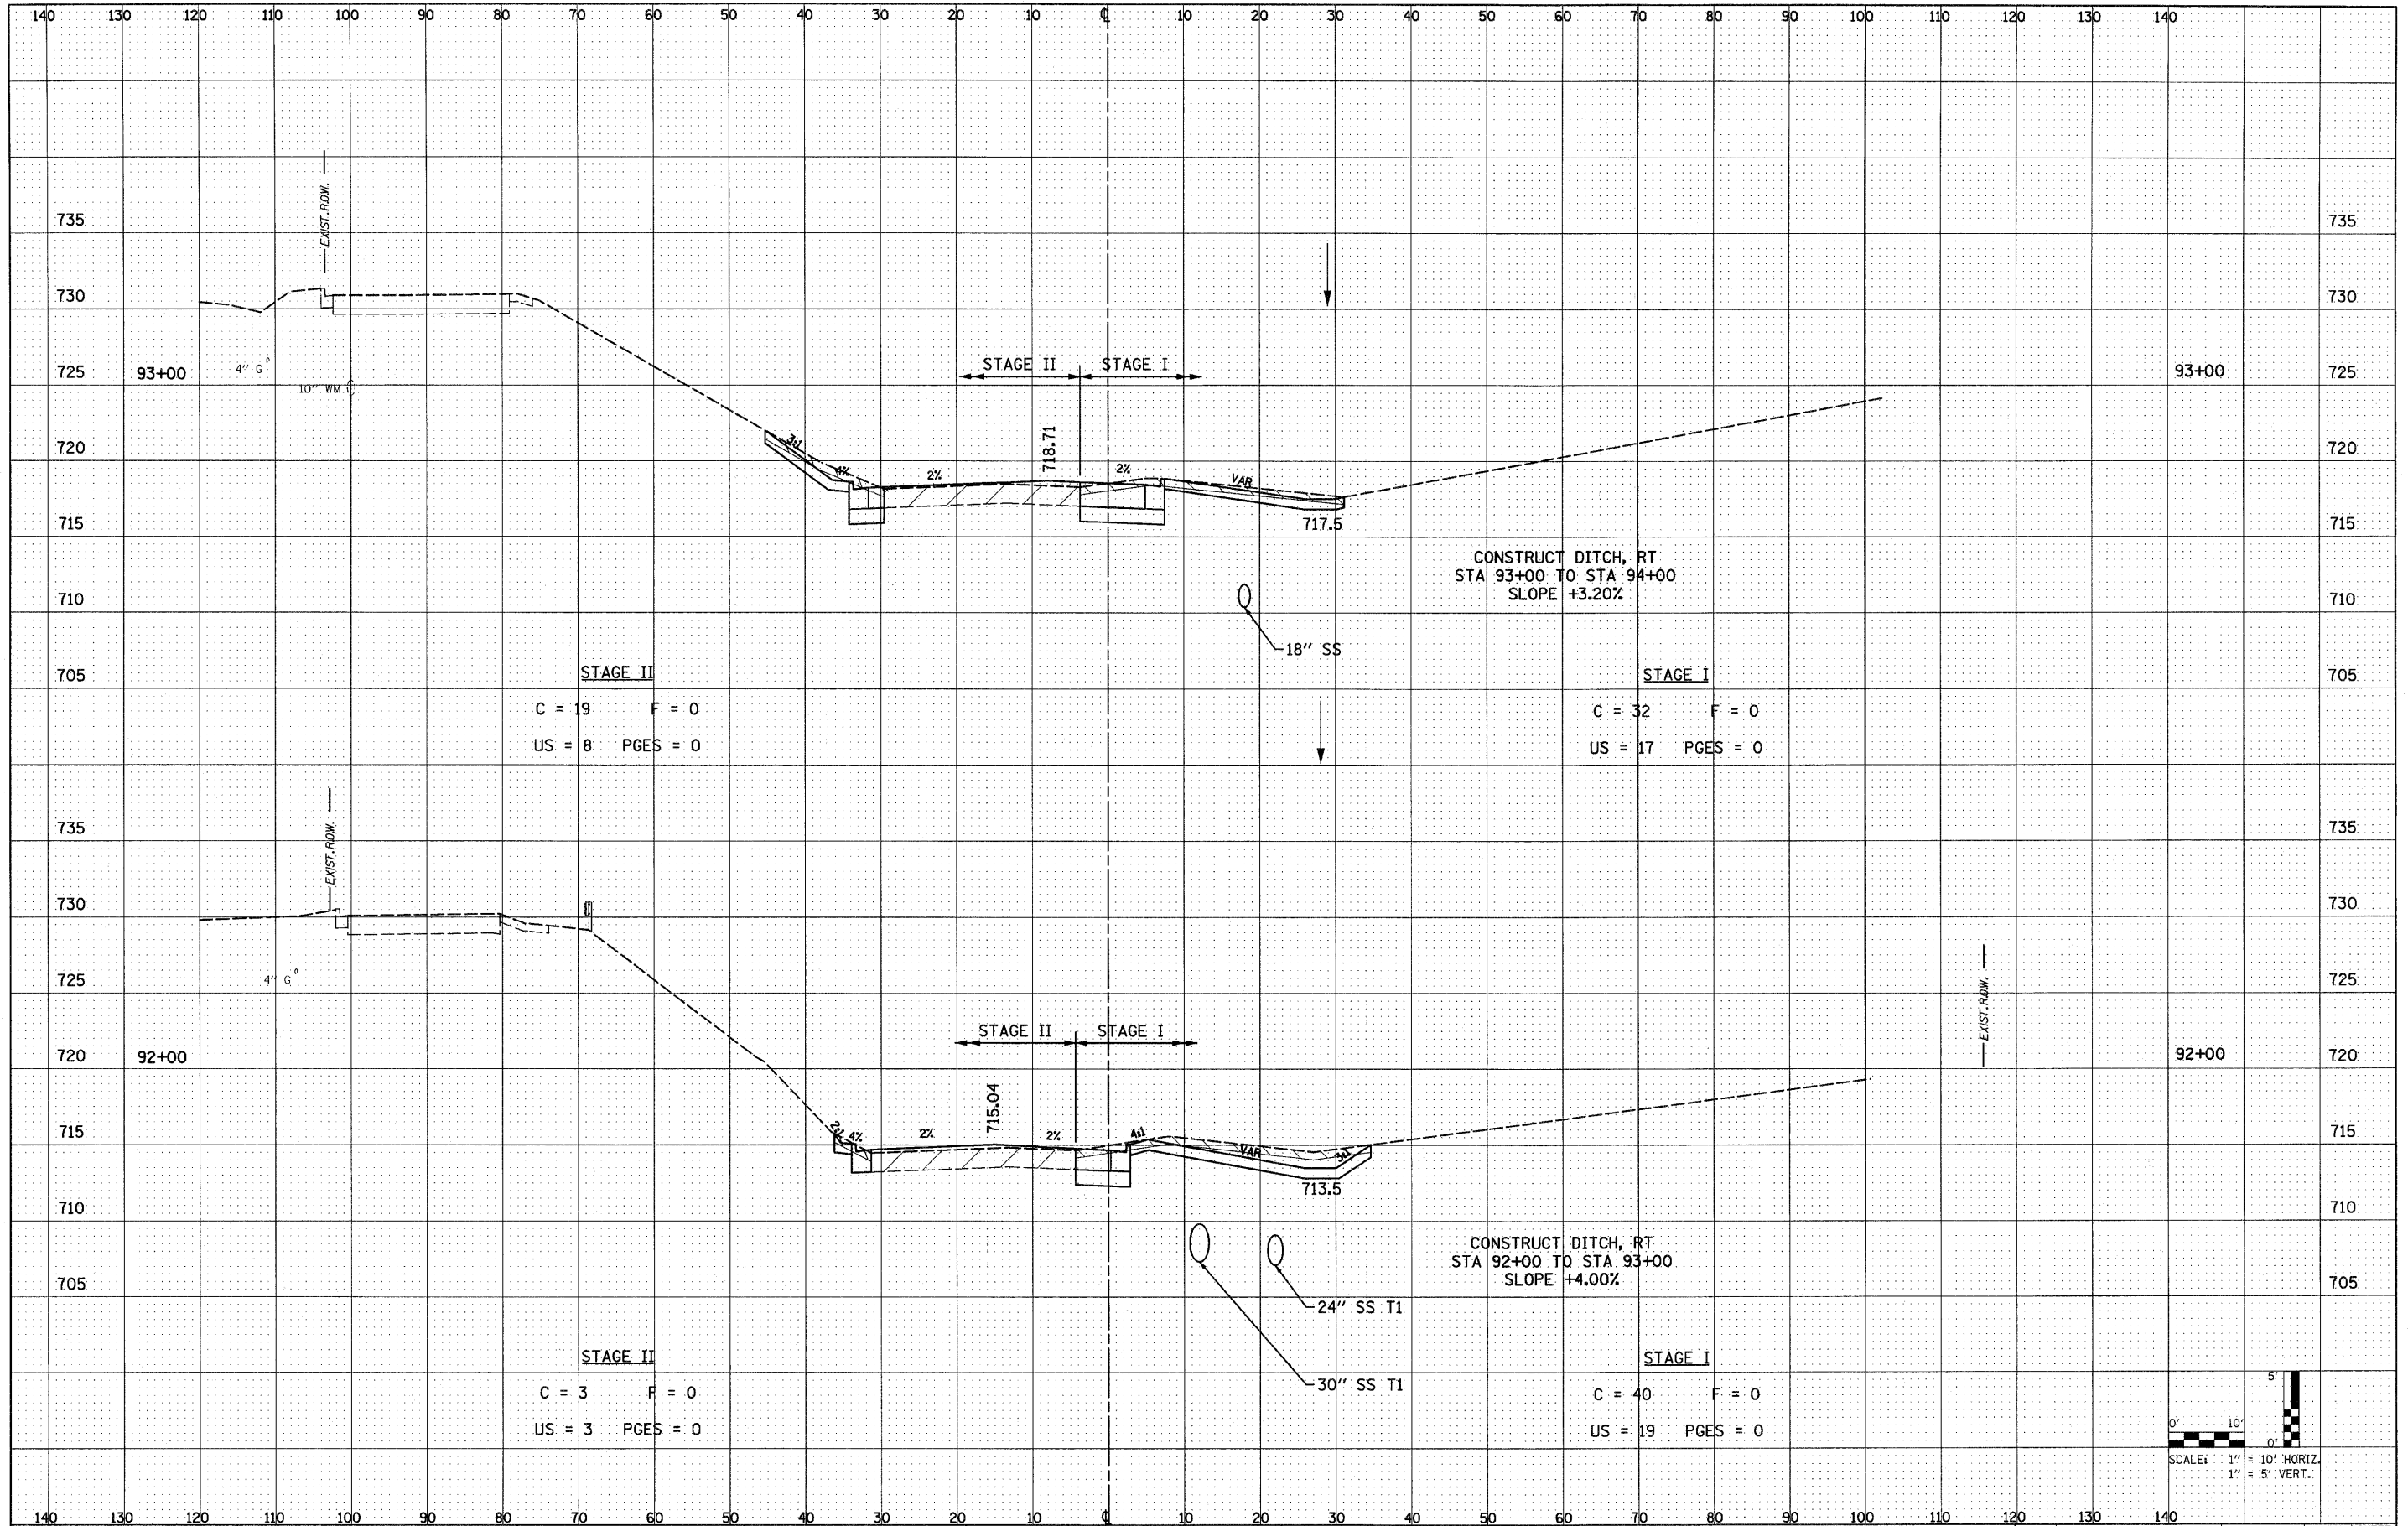 140 130 120 110 100 90 80 70 60 50 40 30 20 10 ℄ 10 20 30 40 50 60 70 80 90 100 110 120 130 140
EXIST. R.O.W.
735 735
730 730
93+00 725 4" G 10" WM STAGE II STAGE I 93+00 725
720 3:1 4% 2% 718.71 2% VAR 720
715 717.5 715
CONSTRUCT DITCH, RT
STA 93+00 TO STA 94+00
SLOPE +3.20%
710 710
18" SS
705 705
STAGE II
C = 19 F = 0
US = 8 PGES = 0
STAGE I
C = 32 F = 0
US = 17 PGES = 0
735 735
EXIST. R.O.W.
730 730
725 4" G 725
EXIST. R.O.W.
STAGE II STAGE I
720 92+00 92+00 720
715.04
715 2:1 4% 2% 2% 4:1 VAR 3:1 715
713.5
710 710
CONSTRUCT DITCH, RT
STA 92+00 TO STA 93+00
SLOPE +4.00%
705 705
24" SS T1
30" SS T1
STAGE II
C = 3 F = 0
US = 3 PGES = 0
STAGE I
C = 40 F = 0
US = 19 PGES = 0
5'
0' 10' 0'
SCALE: 1" = 10' HORIZ.
1" = 5' VERT.
140 130 120 110 100 90 80 70 60 50 40 30 20 10 ℄ 10 20 30 40 50 60 70 80 90 100 110 120 130 140